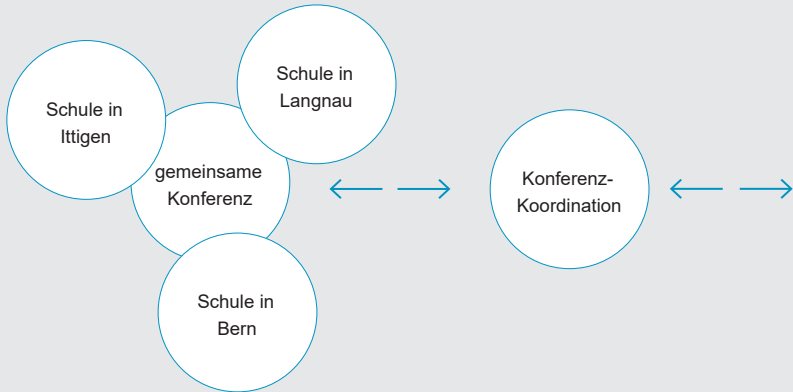 Schule in
Ittigen
Schule in
Langnau
gemeinsame
Konferenz
Schule in
Bern
Konferenz-
Koordination